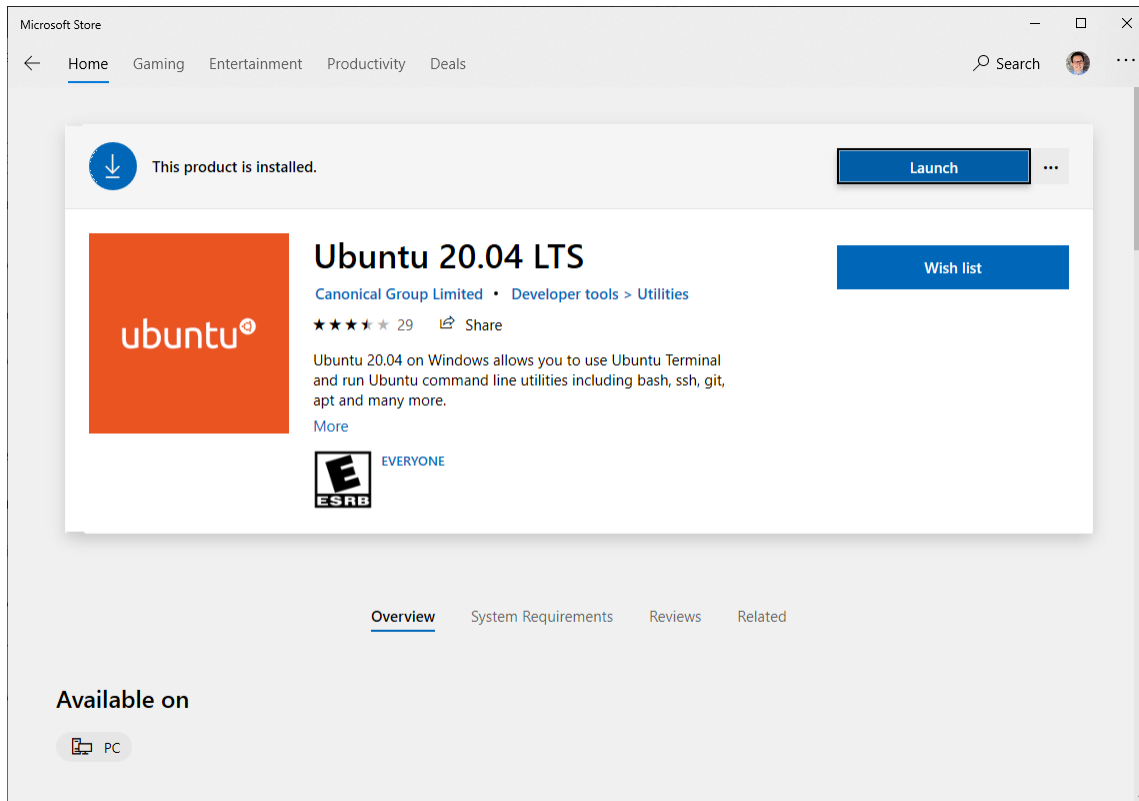 Microsoft Store
Home Gaming Entertainment Productivity Deals Search
This product is installed. Launch
ubuntu
Ubuntu 20.04 LTS
Wish list
Canonical Group Limited • Developer tools > Utilities
29 Share
Ubuntu 20.04 on Windows allows you to use Ubuntu Terminal
and run Ubuntu command line utilities including bash, ssh, git,
apt and many more.
More
E EVERYONE
ESRB
Overview System Requirements Reviews Related
Available on
PC